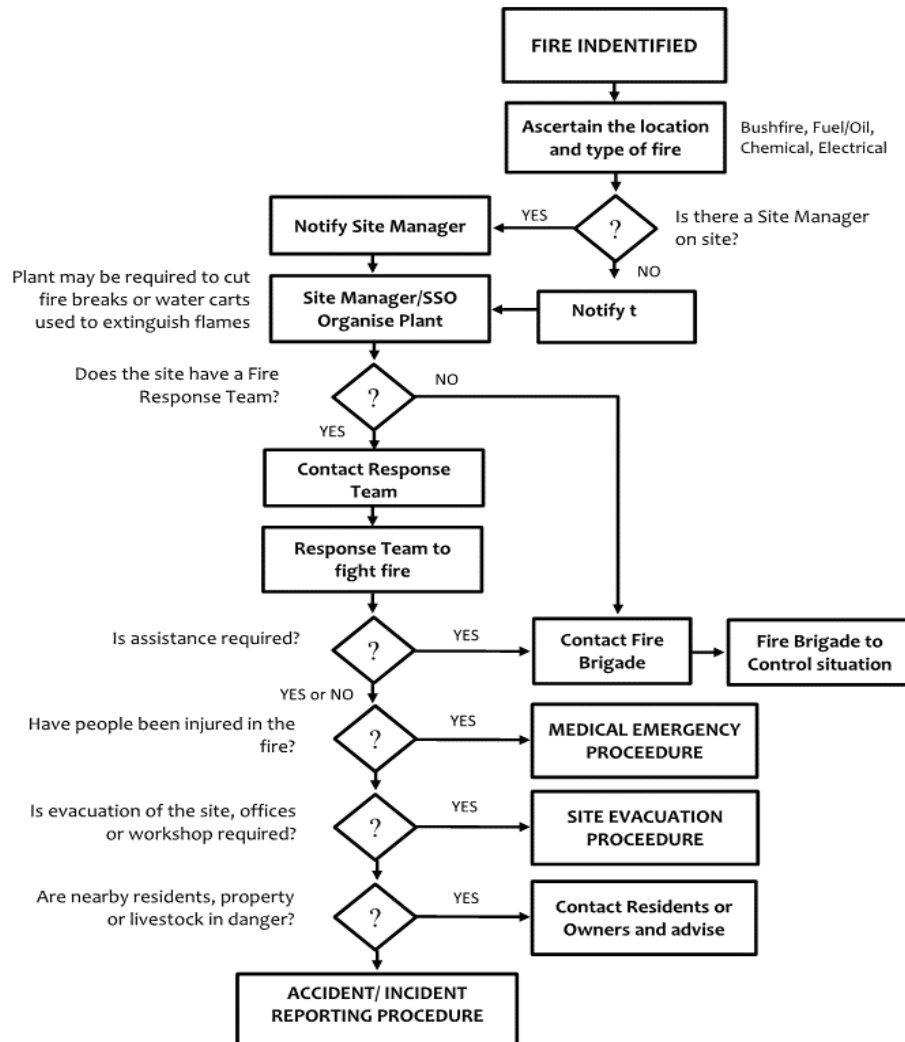 FIRE INDENTIFIED
Ascertain the location
and type of fire
Bushfire, Fuel/Oil,
Chemical, Electrical
?
Is there a Site Manager
on site?
YES
NO
Notify Site Manager
Notify t
Plant may be required to cut
fire breaks or water carts
used to extinguish flames
Site Manager/SSO
Organise Plant
Does the site have a Fire
Response Team?
?
NO
YES
Contact Response
Team
Response Team to
fight fire
Is assistance required?
?
YES
Contact Fire
Brigade
Fire Brigade to
Control situation
YES or NO
Have people been injured in the
fire?
?
YES
MEDICAL EMERGENCY
PROCEEDURE
Is evacuation of the site, offices
or workshop required?
?
YES
SITE EVACUATION
PROCEEDURE
Are nearby residents, property
or livestock in danger?
?
YES
Contact Residents or
Owners and advise
ACCIDENT/ INCIDENT
REPORTING PROCEDURE